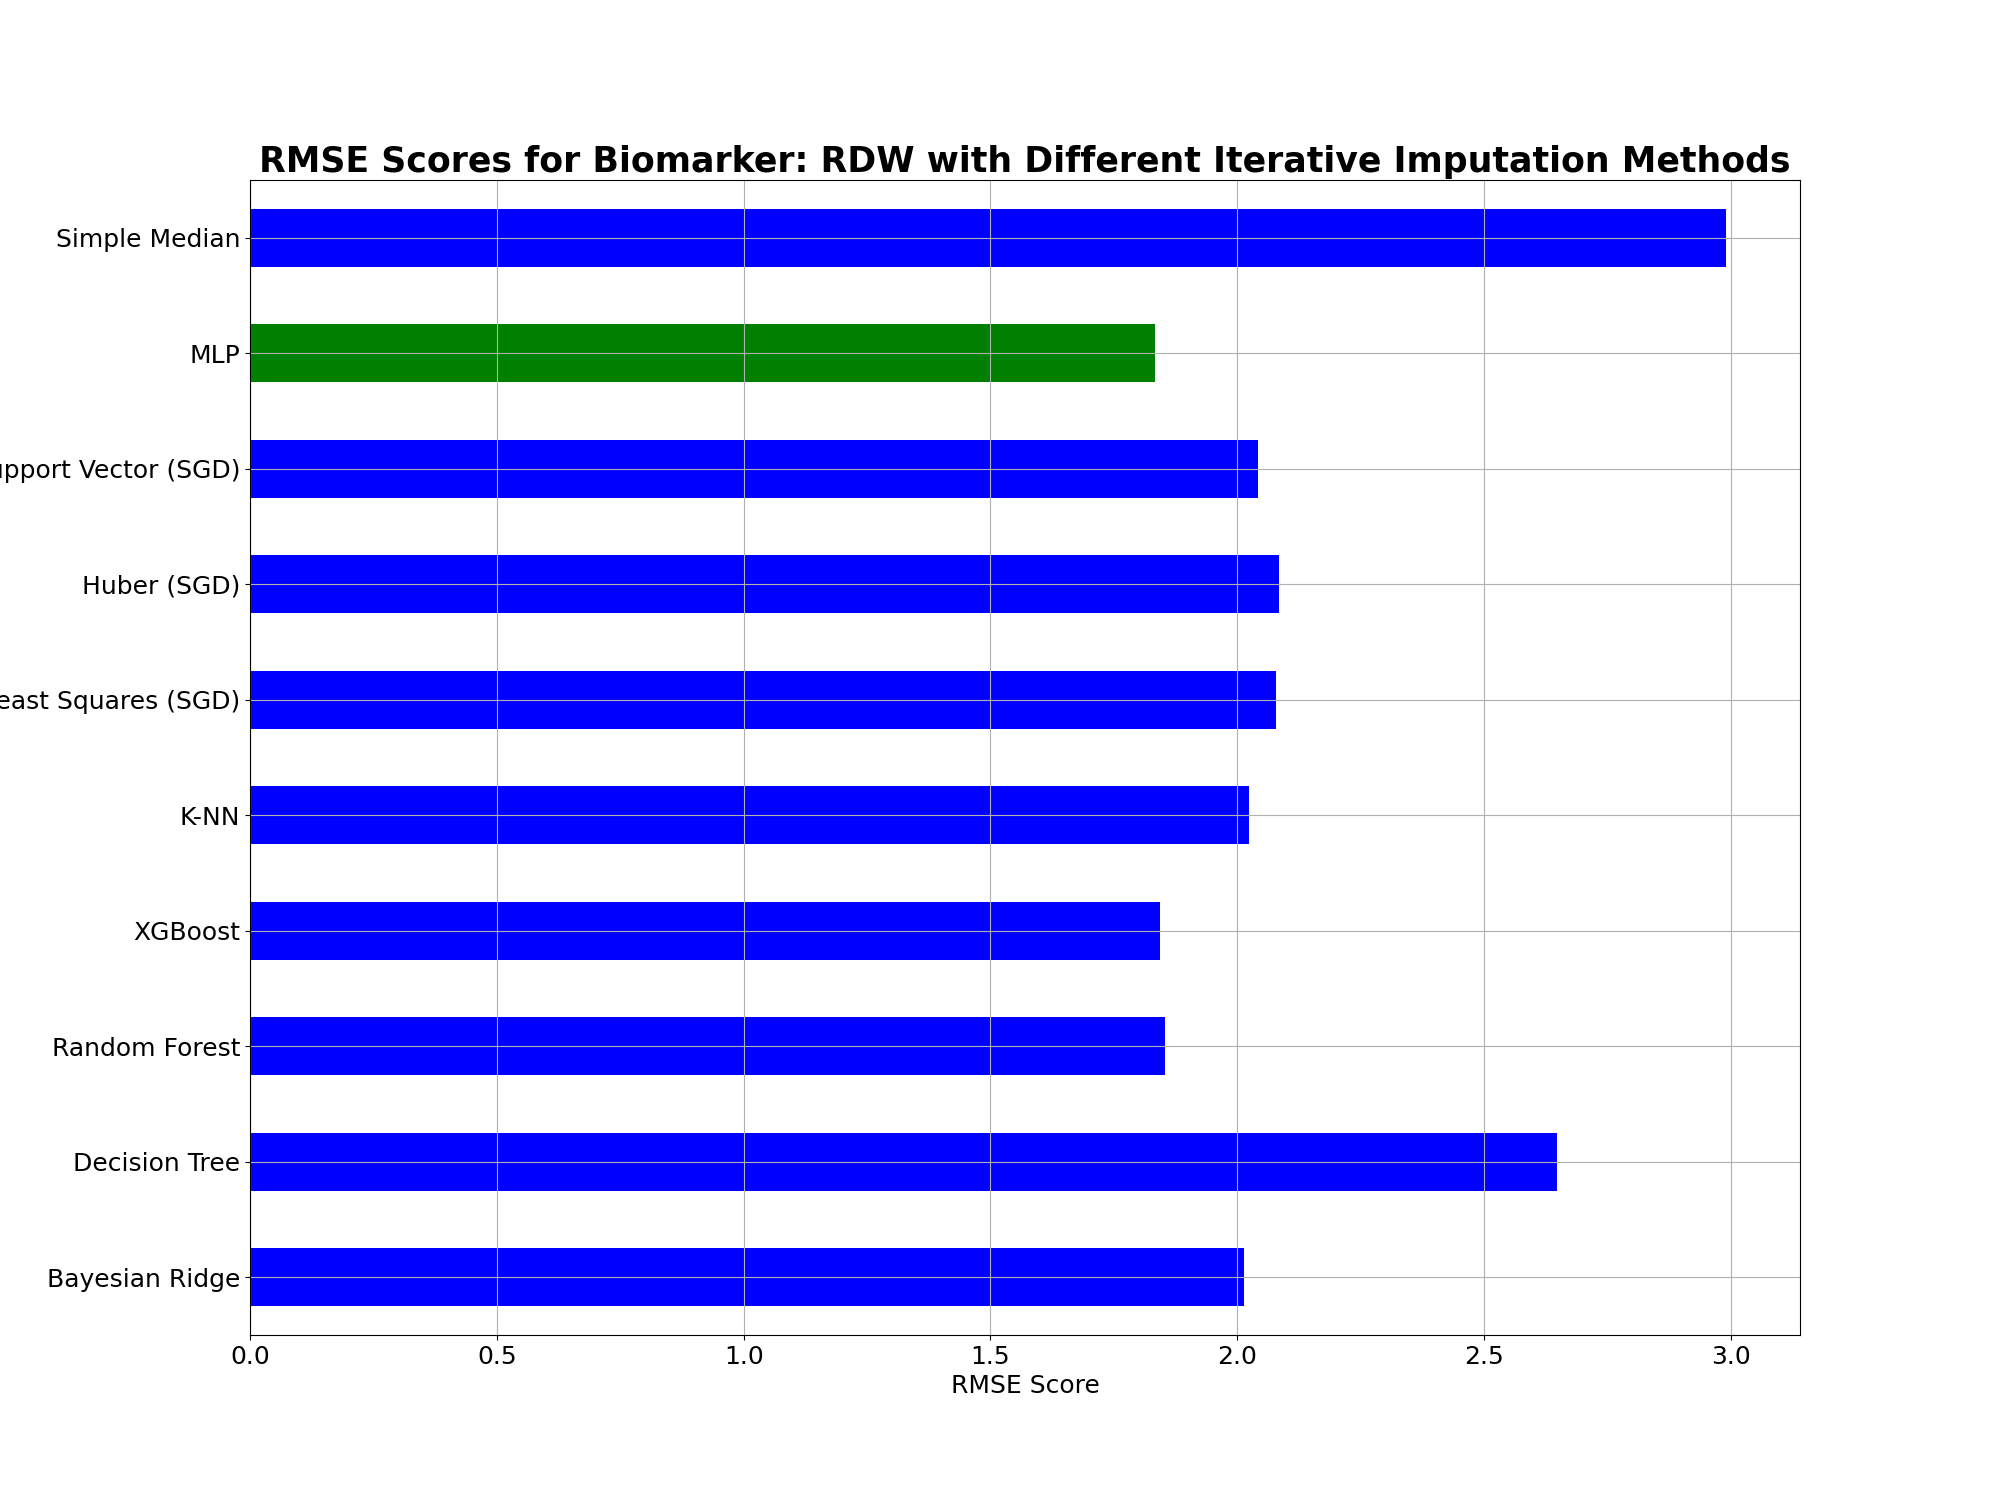 RMSE Scores for Biomarker: RDW with Different Iterative Imputation Methods
Simple Median
MLP
Vector (SGD)
Huber (SGD)
Squares (SGD)
K-NN
XGBoost
Random Forest
Decision Tree
Bayesian Ridge
0.0 0.5 1.0 1.5 2.0 2.5 3.0
RMSE Score